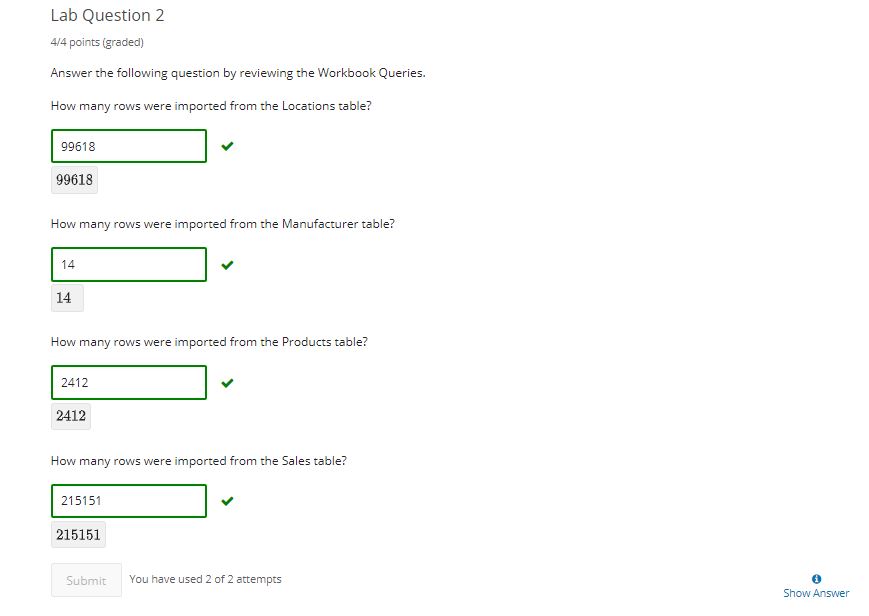 Lab Question 2
4/4 points (graded)
Answer the following question by reviewing the Workbook Queries.
How many rows were imported from the Locations table?
99618
99618
How many rows were imported from the Manufacturer table?
14
14
How many rows were imported from the Products table?
2412
2412
How many rows were imported from the Sales table?
215151
215151
Submit You have used 2 of 2 attempts
Show Answer